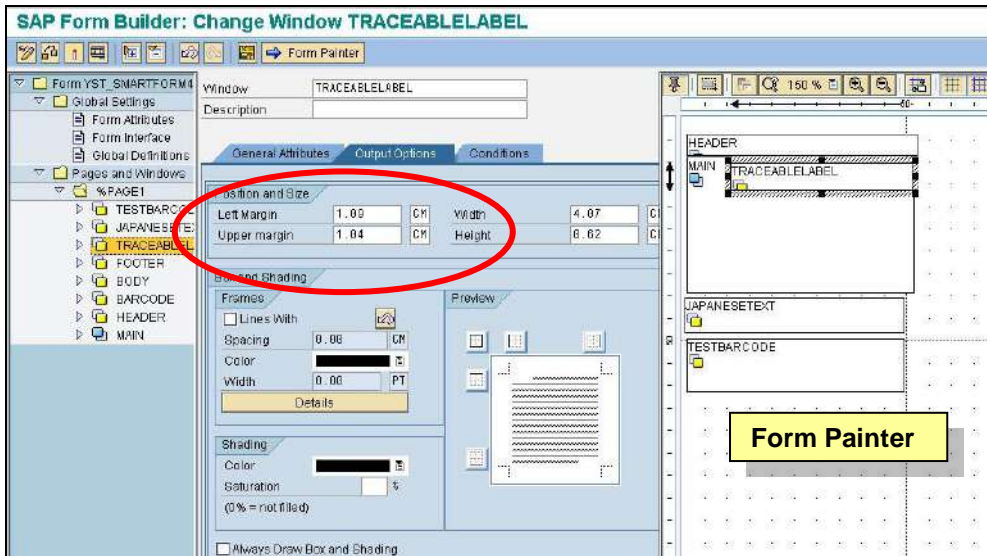 SAP Form Builder: Change Window TRACEABLELABEL
Form Painter
150 %
Form YST_SMARTFORM4
Global Settings
Form Attributes
Form Interface
Global Definitions
Pages and Windows
%PAGE1
TESTBARCOD
JAPANESETE
TRACEABLEL
FOOTER
BODY
BARCODE
HEADER
MAIN
Window TRACEABLELABEL
Description
General Attributes Output Options Conditions
Position and Size
Left Margin 1.00 CM Width 4.07
Upper margin 1.04 CM Height 0.62
Box and Shading
Frames
Lines With
Spacing 0.00 CM
Color
Width 0.00 PT
Details
Preview
Shading
Color
Saturation %
(0% = not filled)
Always Draw Box and Shading
HEADER
MAIN
TRACEABLELABEL
JAPANESETEXT
TESTBARCODE
Form Painter